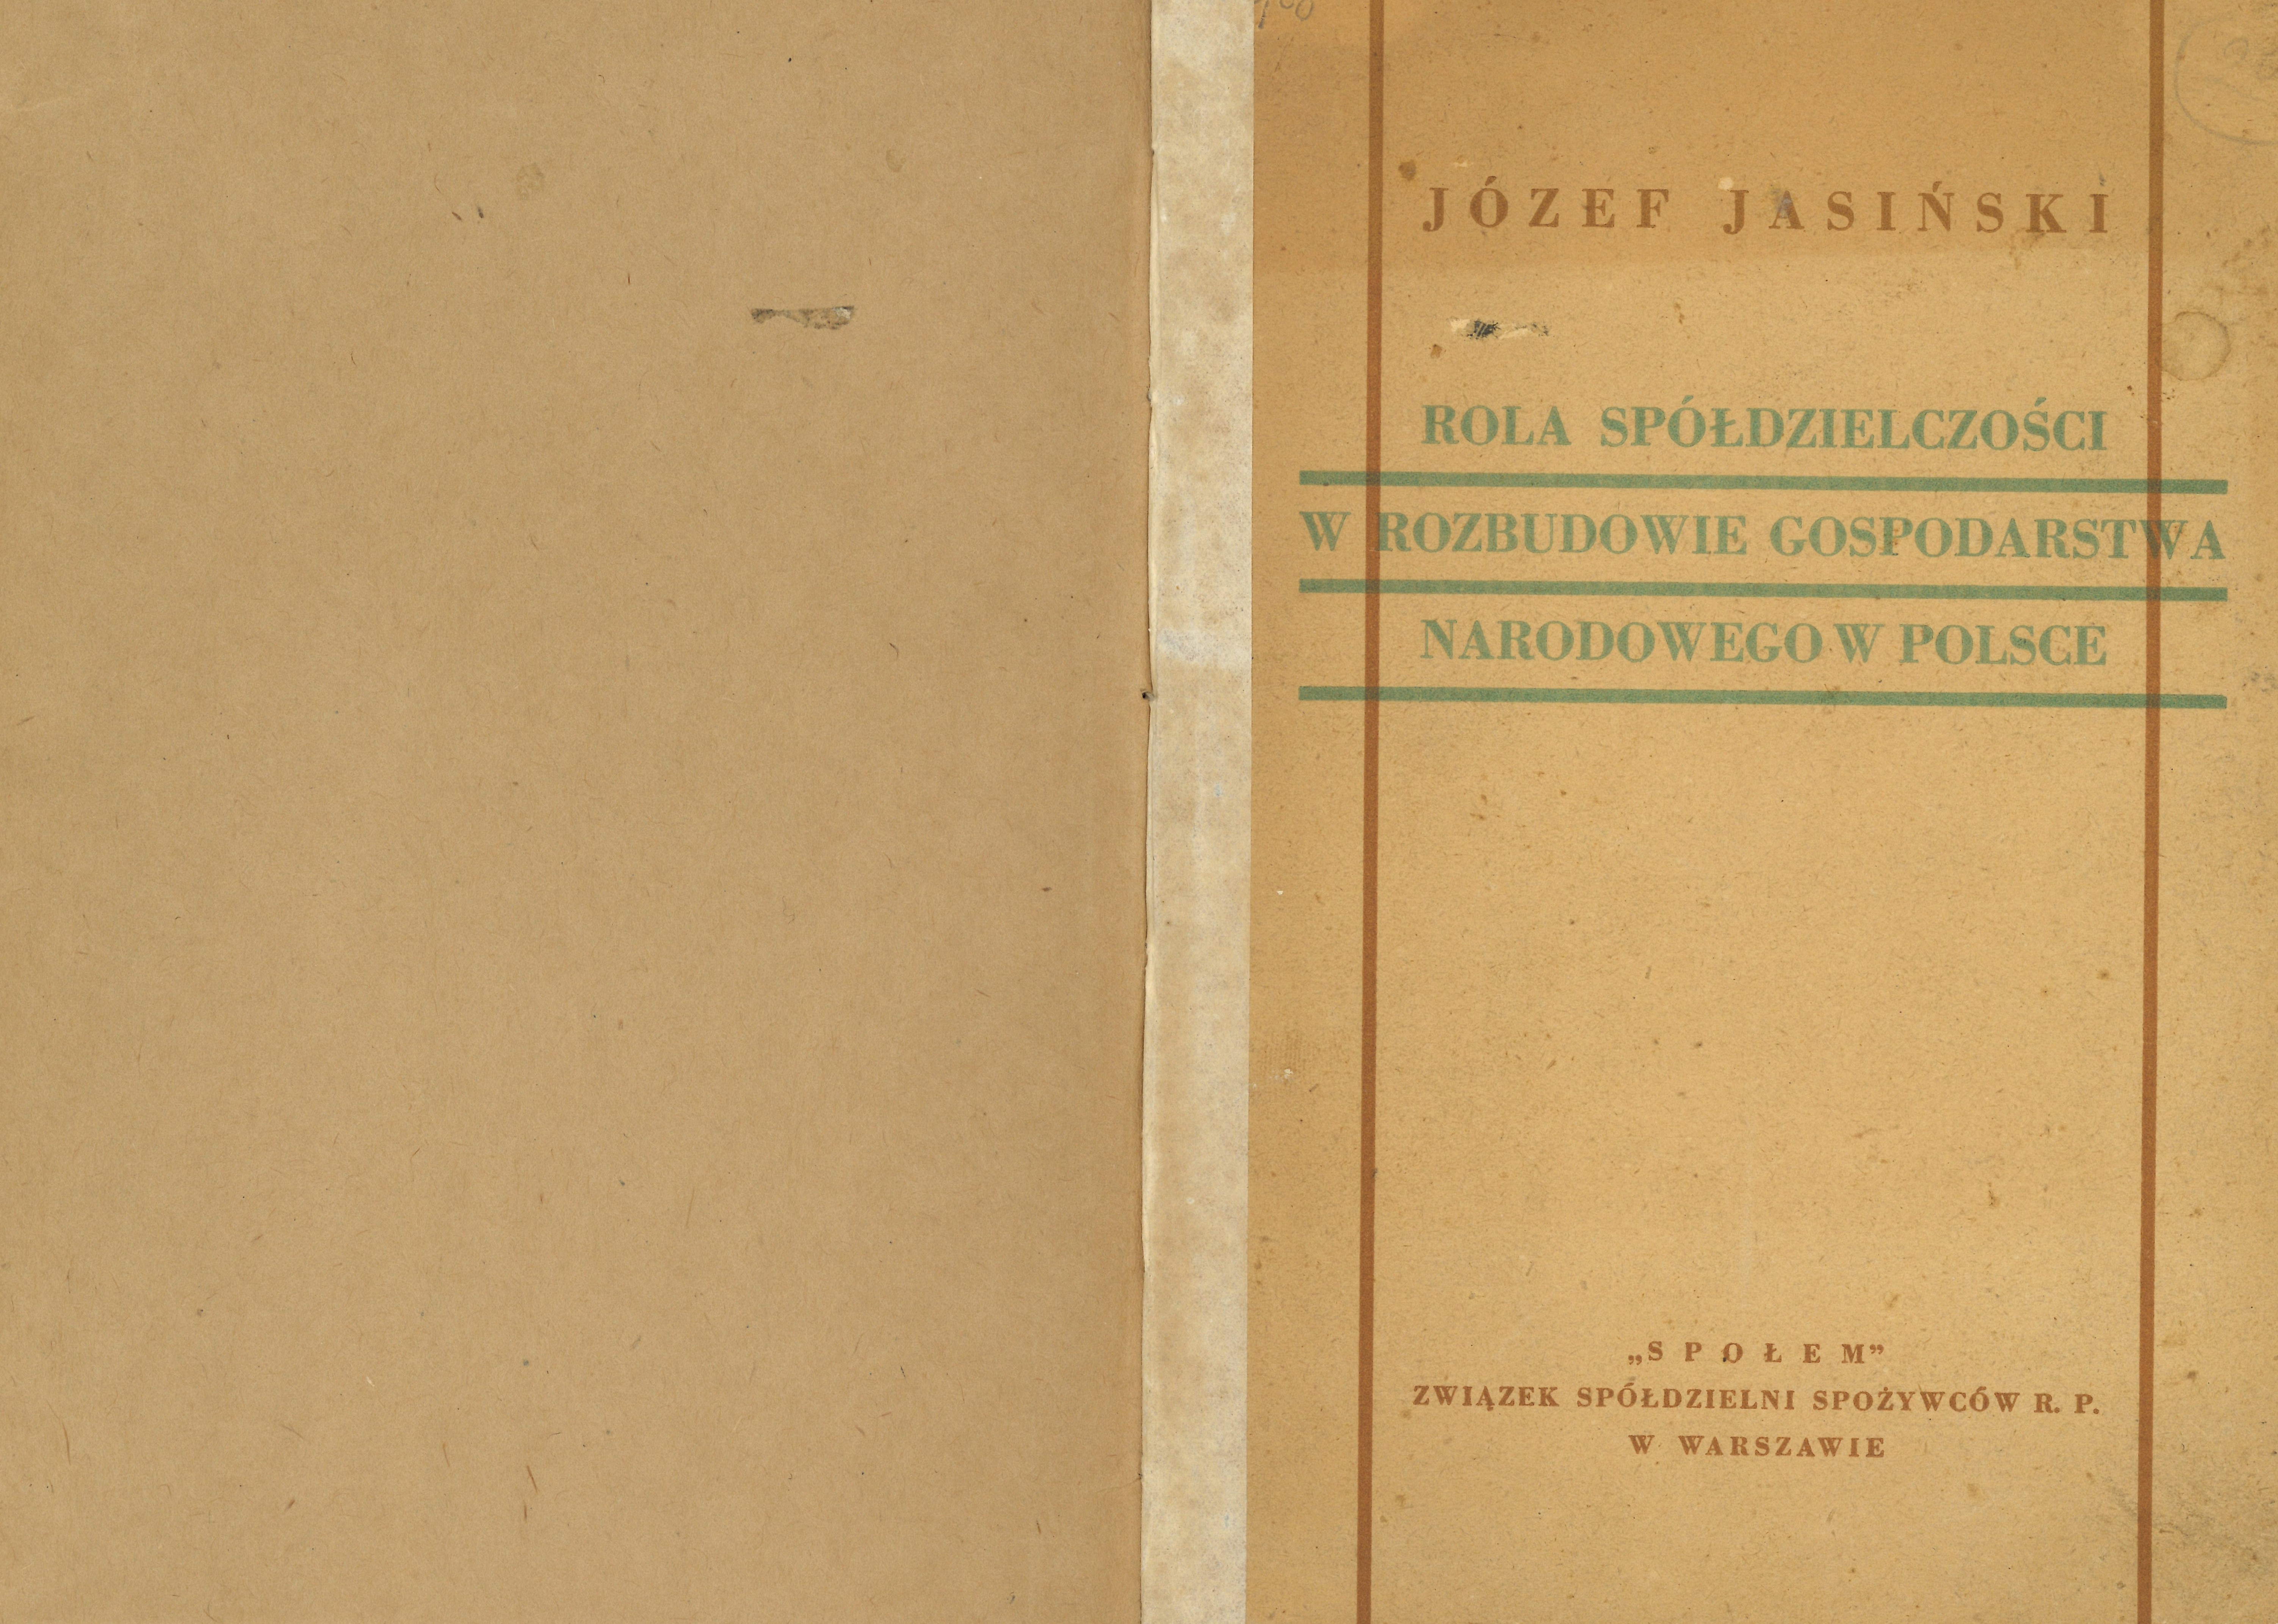 JÓZEF JASIŃSKI
ROLA SPÓŁDZIELCZOŚCI
W ROZBUDOWIE GOSPODARSTWA
NARODOWEGO W POLSCE
„SPOŁEM”
ZWIĄZEK SPÓŁDZIELNI SPOŻYWCÓW R. P.
W WARSZAWIE